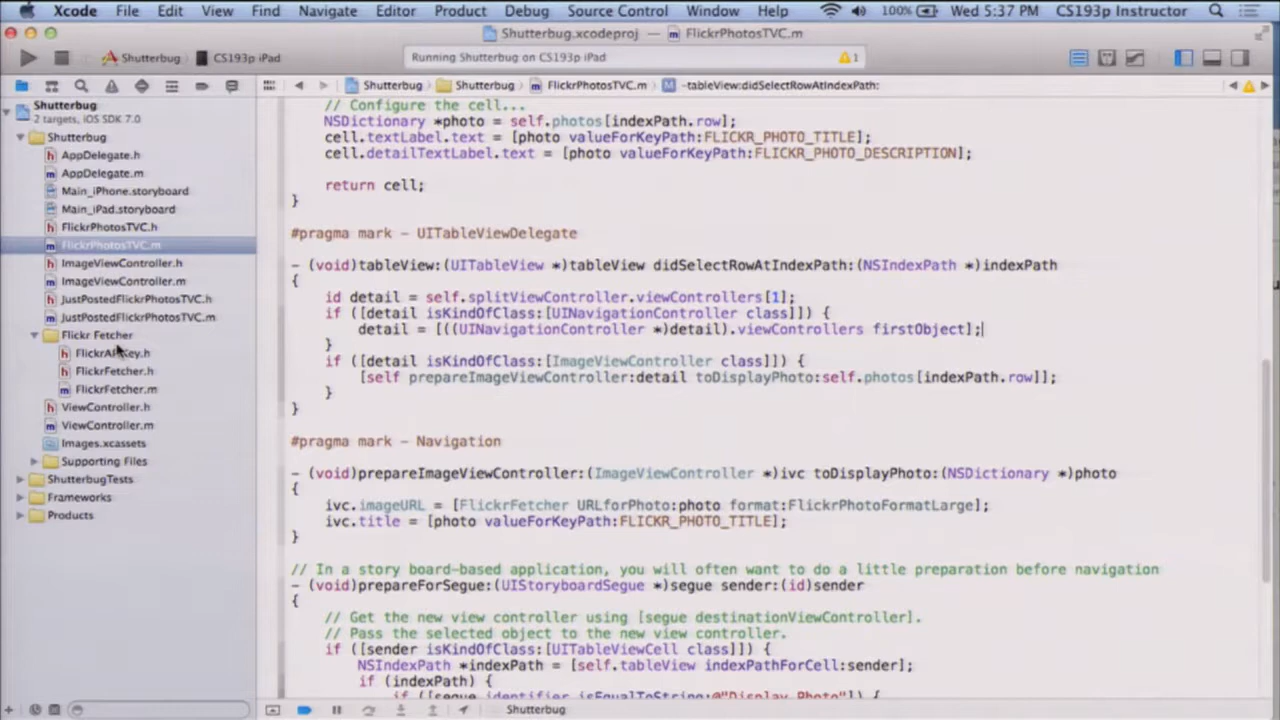 Xcode File Edit View Find Navigate Editor Product Debug Source Control Window Help 100% Wed 5:37 PM CS193p Instructor
Shutterbug.xcodeproj — FlickrPhotosTVC.m
Shutterbug CS193p iPad Running Shutterbug on CS193p iPad 1
Shutterbug Shutterbug FlickrPhotosTVC.m -tableView:didSelectRowAtIndexPath:
Shutterbug
2 targets, iOS SDK 7.0
Shutterbug
AppDelegate.h
AppDelegate.m
Main_iPhone.storyboard
Main_iPad.storyboard
FlickrPhotosTVC.h
FlickrPhotosTVC.m
ImageViewController.h
ImageViewController.m
JustPostedFlickrPhotosTVC.h
JustPostedFlickrPhotosTVC.m
Flickr Fetcher
FlickrAPIKey.h
FlickrFetcher.h
FlickrFetcher.m
ViewController.h
ViewController.m
Images.xcassets
Supporting Files
ShutterbugTests
Frameworks
Products
// Configure the cell...
NSDictionary *photo = self.photos[indexPath.row];
cell.textLabel.text = [photo valueForKeyPath:FLICKR_PHOTO_TITLE];
cell.detailTextLabel.text = [photo valueForKeyPath:FLICKR_PHOTO_DESCRIPTION];
return cell;
}
#pragma mark - UITableViewDelegate
- (void)tableView:(UITableView *)tableView didSelectRowAtIndexPath:(NSIndexPath *)indexPath
{
id detail = self.splitViewController.viewControllers[1];
if ([detail isKindOfClass:[UINavigationController class]]) {
detail = [((UINavigationController *)detail).viewControllers firstObject];
}
if ([detail isKindOfClass:[ImageViewController class]]) {
[self prepareImageViewController:detail toDisplayPhoto:self.photos[indexPath.row]];
}
}
#pragma mark - Navigation
- (void)prepareImageViewController:(ImageViewController *)ivc toDisplayPhoto:(NSDictionary *)photo
{
ivc.imageURL = [FlickrFetcher URLforPhoto:photo format:FlickrPhotoFormatLarge];
ivc.title = [photo valueForKeyPath:FLICKR_PHOTO_TITLE];
}
// In a story board-based application, you will often want to do a little preparation before navigation
- (void)prepareForSegue:(UIStoryboardSegue *)segue sender:(id)sender
{
// Get the new view controller using [segue destinationViewController].
// Pass the selected object to the new view controller.
if ([sender isKindOfClass:[UITableViewCell class]]) {
NSIndexPath *indexPath = [self.tableView indexPathForCell:sender];
if (indexPath) {
if ([segue.identifier isEqualToString:@"Display Photo"]) {
Shutterbug